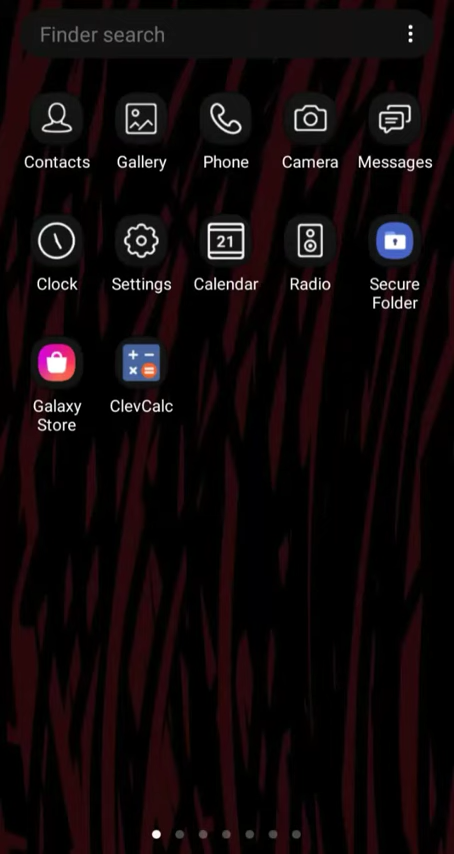 Finder search
Contacts Gallery Phone Camera Messages
21
Clock Settings Calendar Radio Secure
Folder
Galaxy ClevCalc
Store